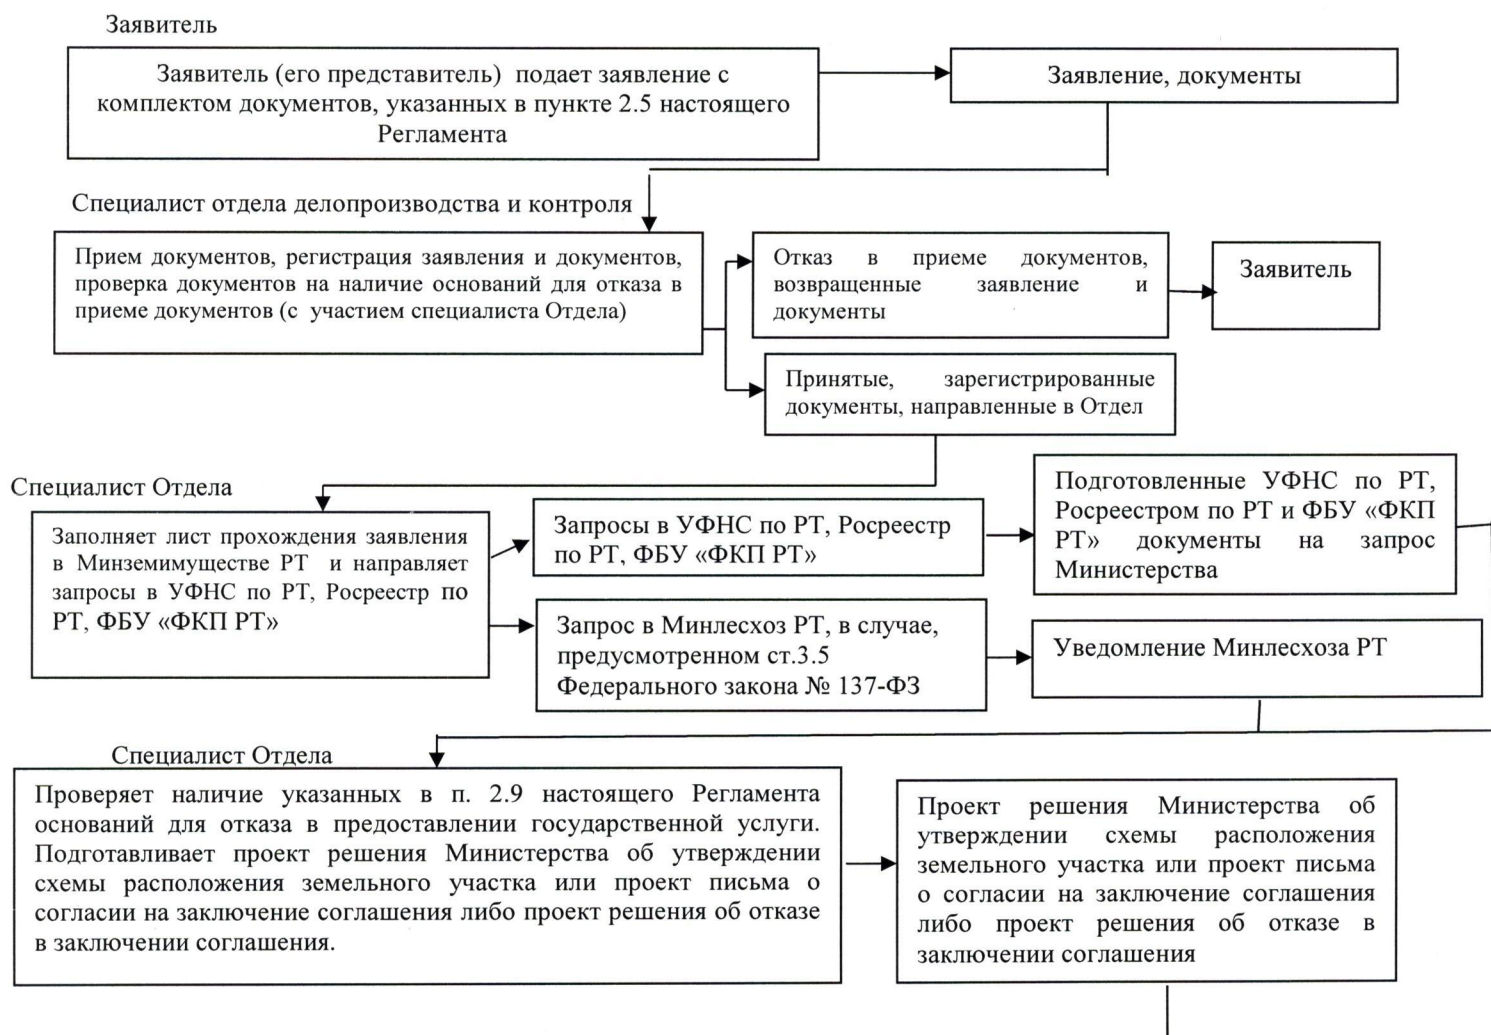 Заявитель
Заявитель (его представитель) подает заявление с
комплектом документов, указанных в пункте 2.5 настоящего
Регламента
Заявление, документы
Специалист отдела делопроизводства и контроля
Прием документов, регистрация заявления и документов,
проверка документов на наличие оснований для отказа в
приеме документов (с участием специалиста Отдела)
Отказ в приеме документов,
возвращенные заявление и
документы
Заявитель
Принятые, зарегистрированные
документы, направленные в Отдел
Специалист Отдела
Заполняет лист прохождения заявления
в Минземимуществе РТ и направляет
запросы в УФНС по РТ, Росреестр по
РТ, ФБУ «ФКП РТ»
Запросы в УФНС по РТ, Росреестр
по РТ, ФБУ «ФКП РТ»
Подготовленные УФНС по РТ,
Росреестром по РТ и ФБУ «ФКП
РТ» документы на запрос
Министерства
Запрос в Минлесхоз РТ, в случае,
предусмотренном ст.3.5
Федерального закона № 137-ФЗ
Уведомление Минлесхоза РТ
Специалист Отдела
Проверяет наличие указанных в п. 2.9 настоящего Регламента
оснований для отказа в предоставлении государственной услуги.
Подготавливает проект решения Министерства об утверждении
схемы расположения земельного участка или проект письма о
согласии на заключение соглашения либо проект решения об отказе
в заключении соглашения.
Проект решения Министерства об
утверждении схемы расположения
земельного участка или проект письма
о согласии на заключение соглашения
либо проект решения об отказе в
заключении соглашения